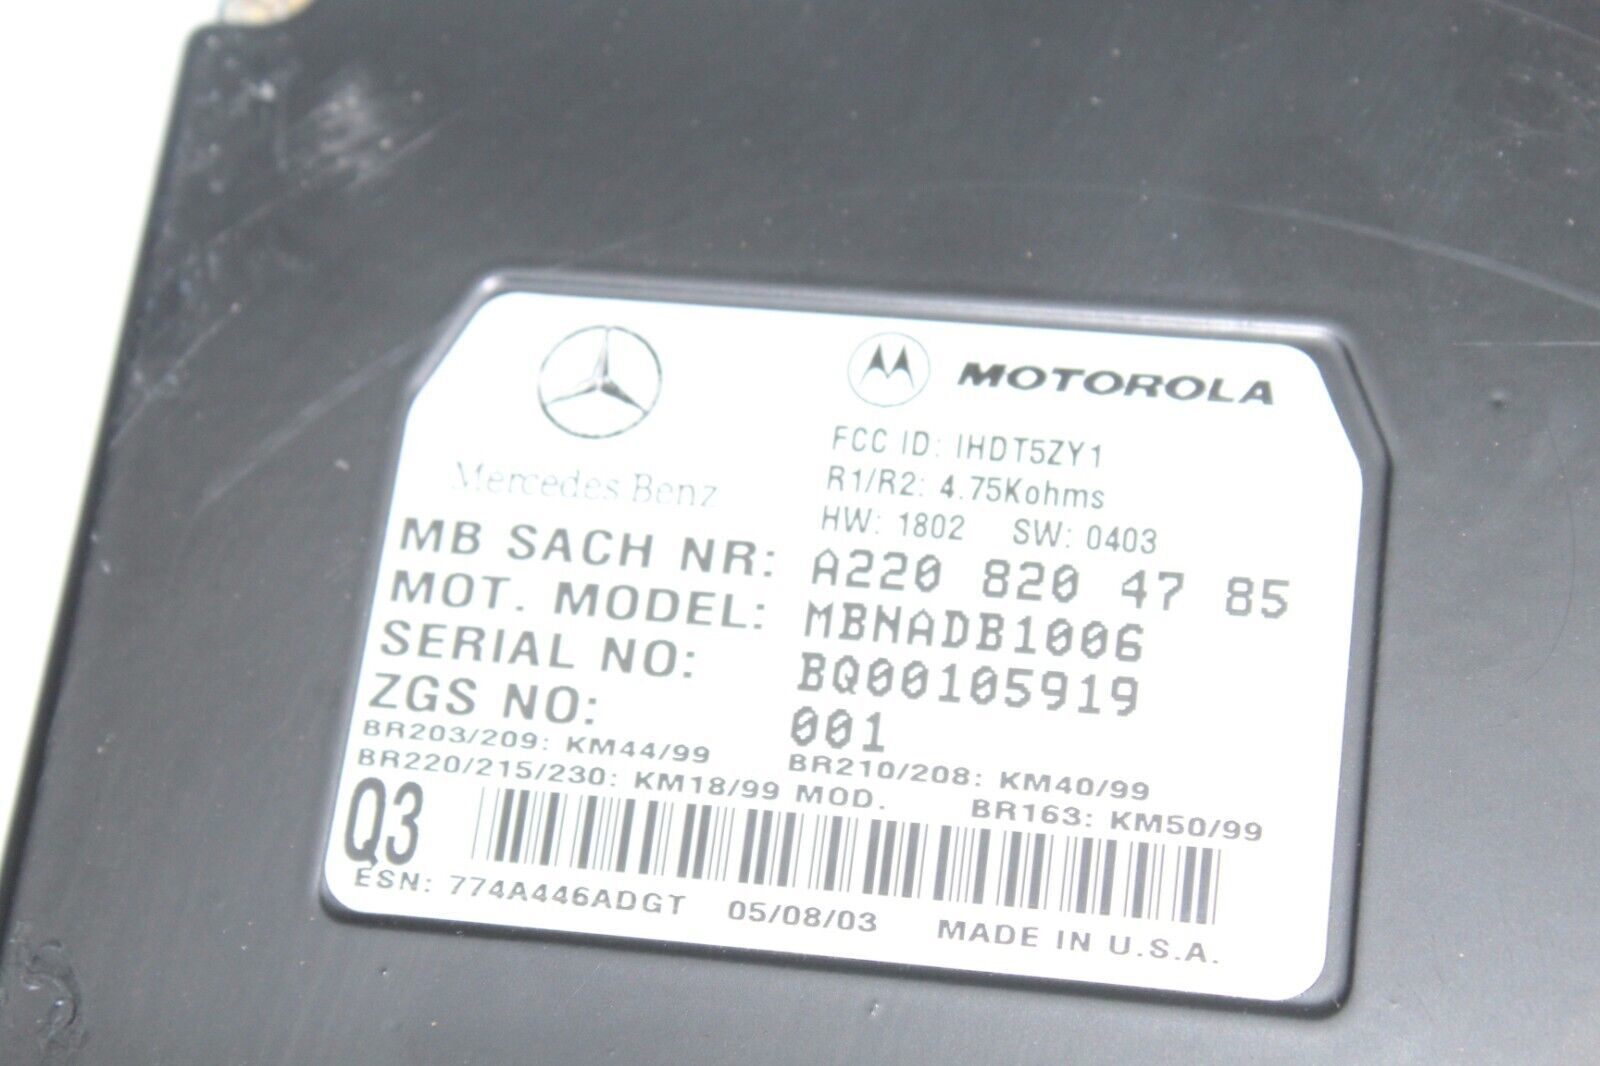 MOTOROLA
FCC ID: IHDT5ZY1
Mercedes Benz
R1/R2: 4.75Kohms
HW: 1802 SW: 0403
MB SACH NR: A220 820 47 85
MOT. MODEL: MBNADB1006
SERIAL NO: BQ00105919
ZGS NO: 001
BR203/209: KM44/99 BR210/208: KM40/99
BR220/215/230: KM18/99 MOD. BR163: KM50/99
Q3
ESN: 774A446ADGT 05/08/03 MADE IN U.S.A.